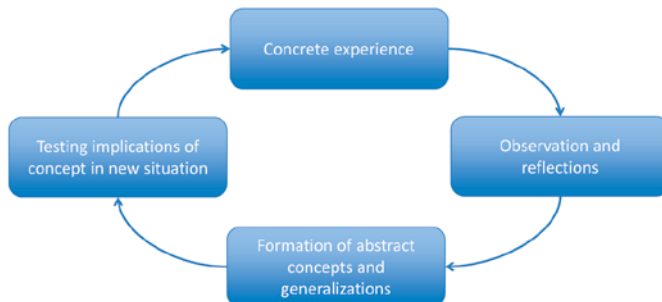 Concrete experience
Observation and
reflections
Formation of abstract
concepts and
generalizations
Testing implications of
concept in new situation